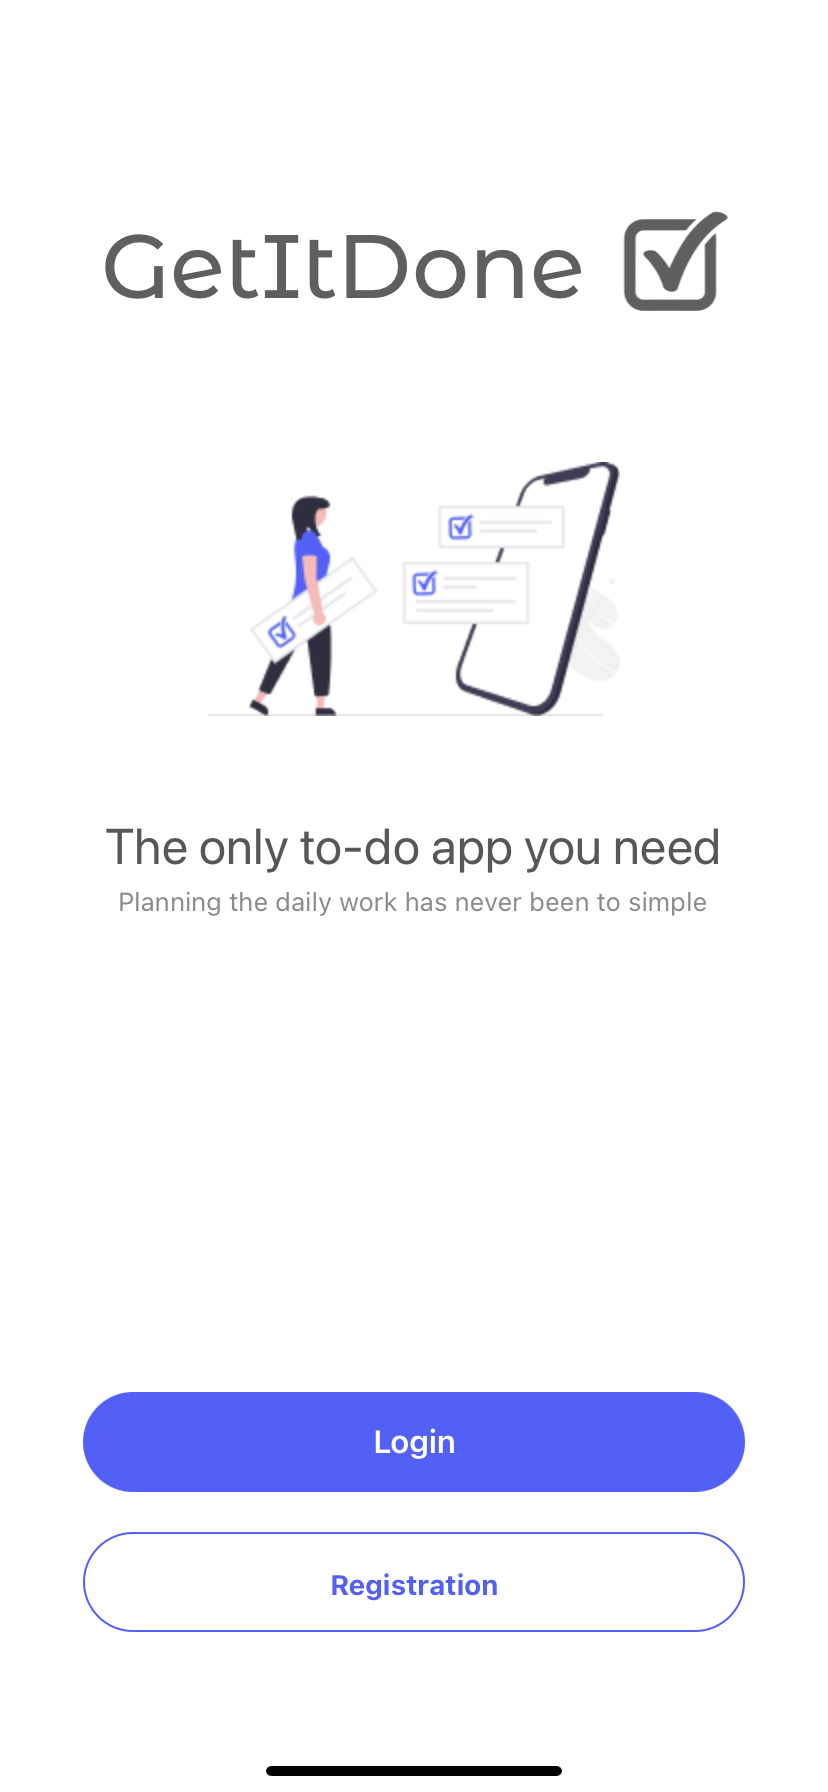 GetItDone
The only to-do app you need
Planning the daily work has never been to simple
Login
Registration